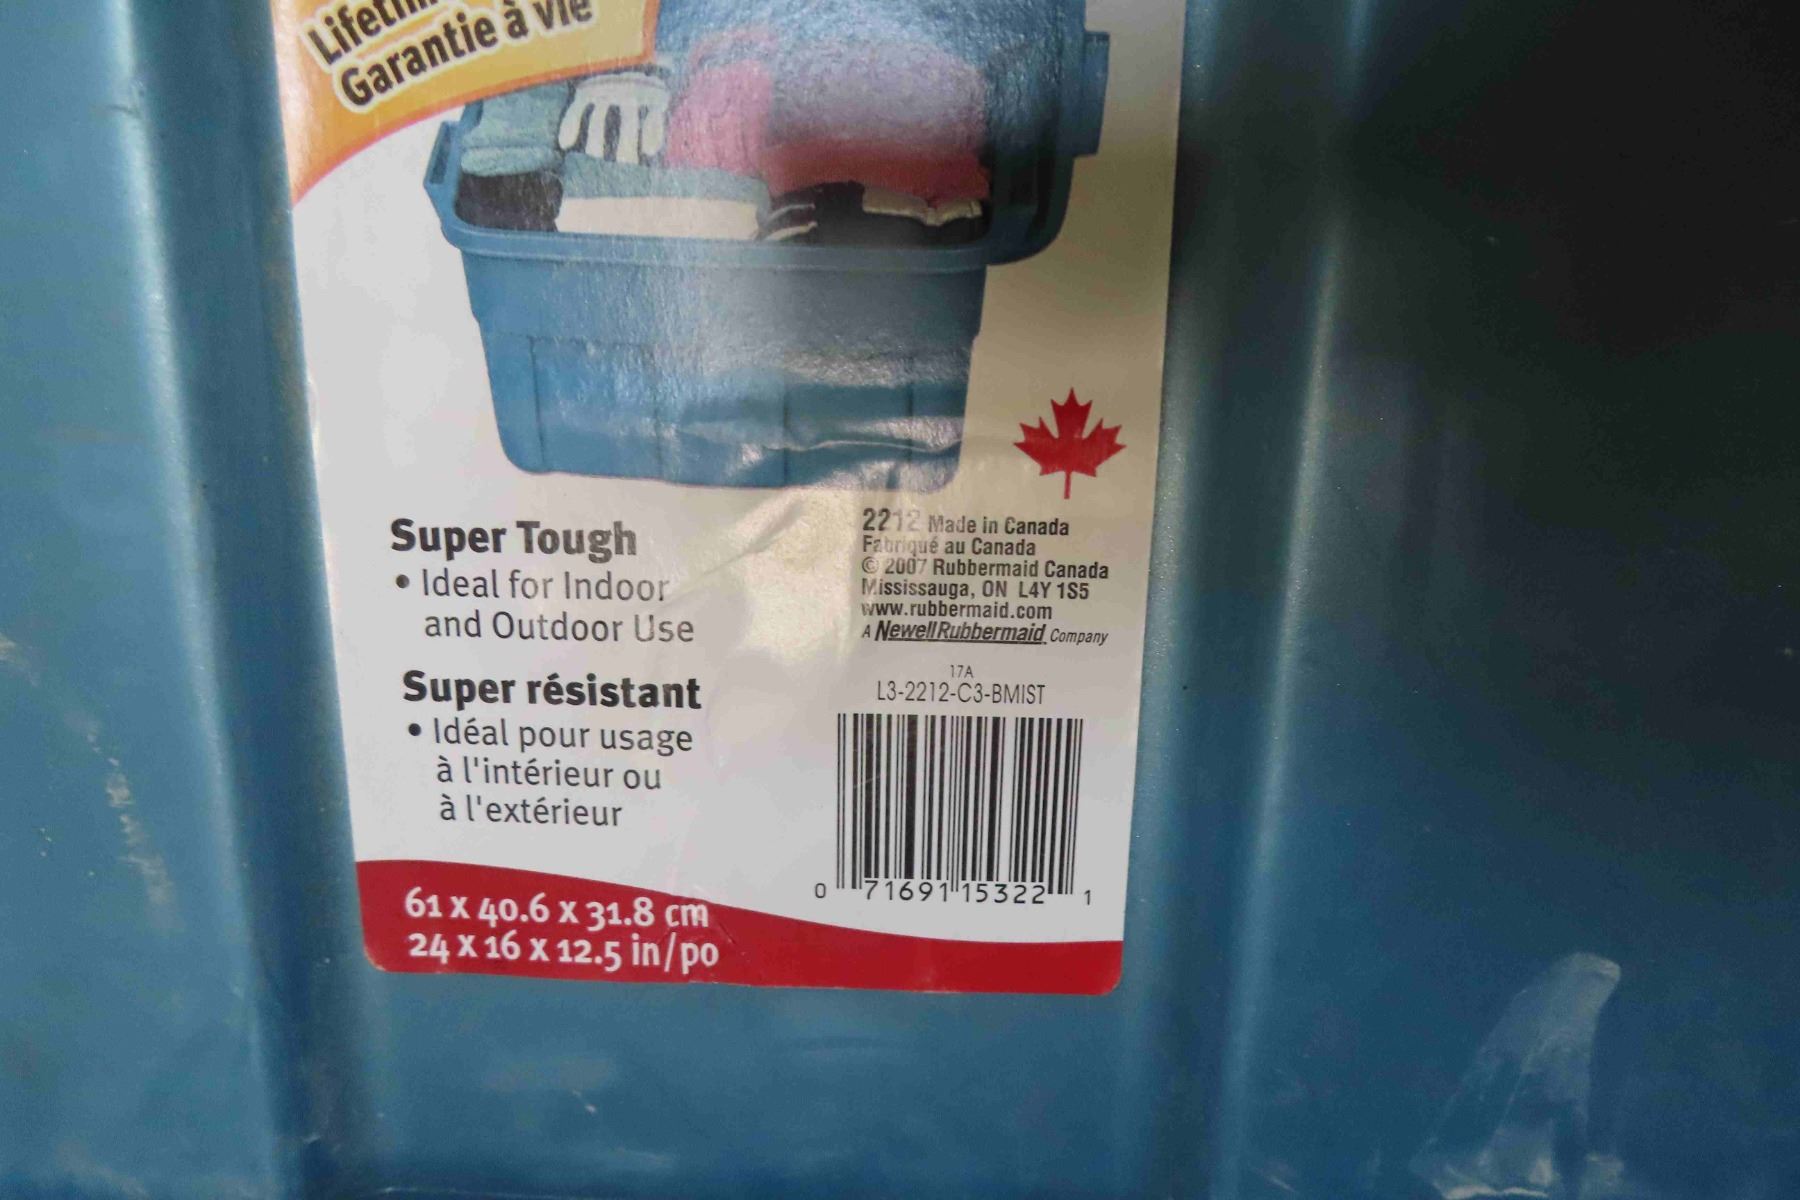 Garantie à vie
Super Tough
• Ideal for Indoor
and Outdoor Use
Super résistant
• Idéal pour usage
à l'intérieur ou
à l'extérieur
61 x 40.6 x 31.8 cm
24 x 16 x 12.5 in/po
2212 Made in Canada
Fabriqué au Canada
© 2007 Rubbermaid Canada
Mississauga, ON L4Y 1S5
www.rubbermaid.com
A NewellRubbermaid Company
17A
L3-2212-C3-BMIST
0 71691 15322 1